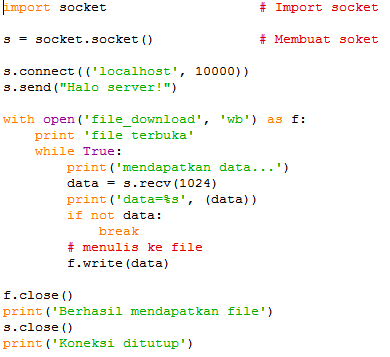 import socket                   # Import socket
s = socket.socket()             # Membuat soket
s.connect(('localhost', 10000))
s.send("Halo server!")
with open('file_download', 'wb') as f:
    print 'file terbuka'
    while True:
        print('mendapatkan data...')
        data = s.recv(1024)
        print('data=%s', (data))
        if not data:
            break
        # menulis ke file
        f.write(data)
f.close()
print('Berhasil mendapatkan file')
s.close()
print('Koneksi ditutup')